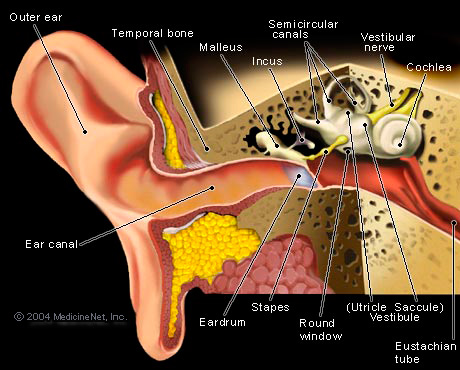 Outer ear
Temporal bone
Malleus
Incus
Semicircular
canals
Vestibular
nerve
Cochlea
Ear canal
© 2004 MedicineNet, Inc.
Eardrum
Stapes
Round
window
(Utricle Saccule)
Vestibule
Eustachian
tube